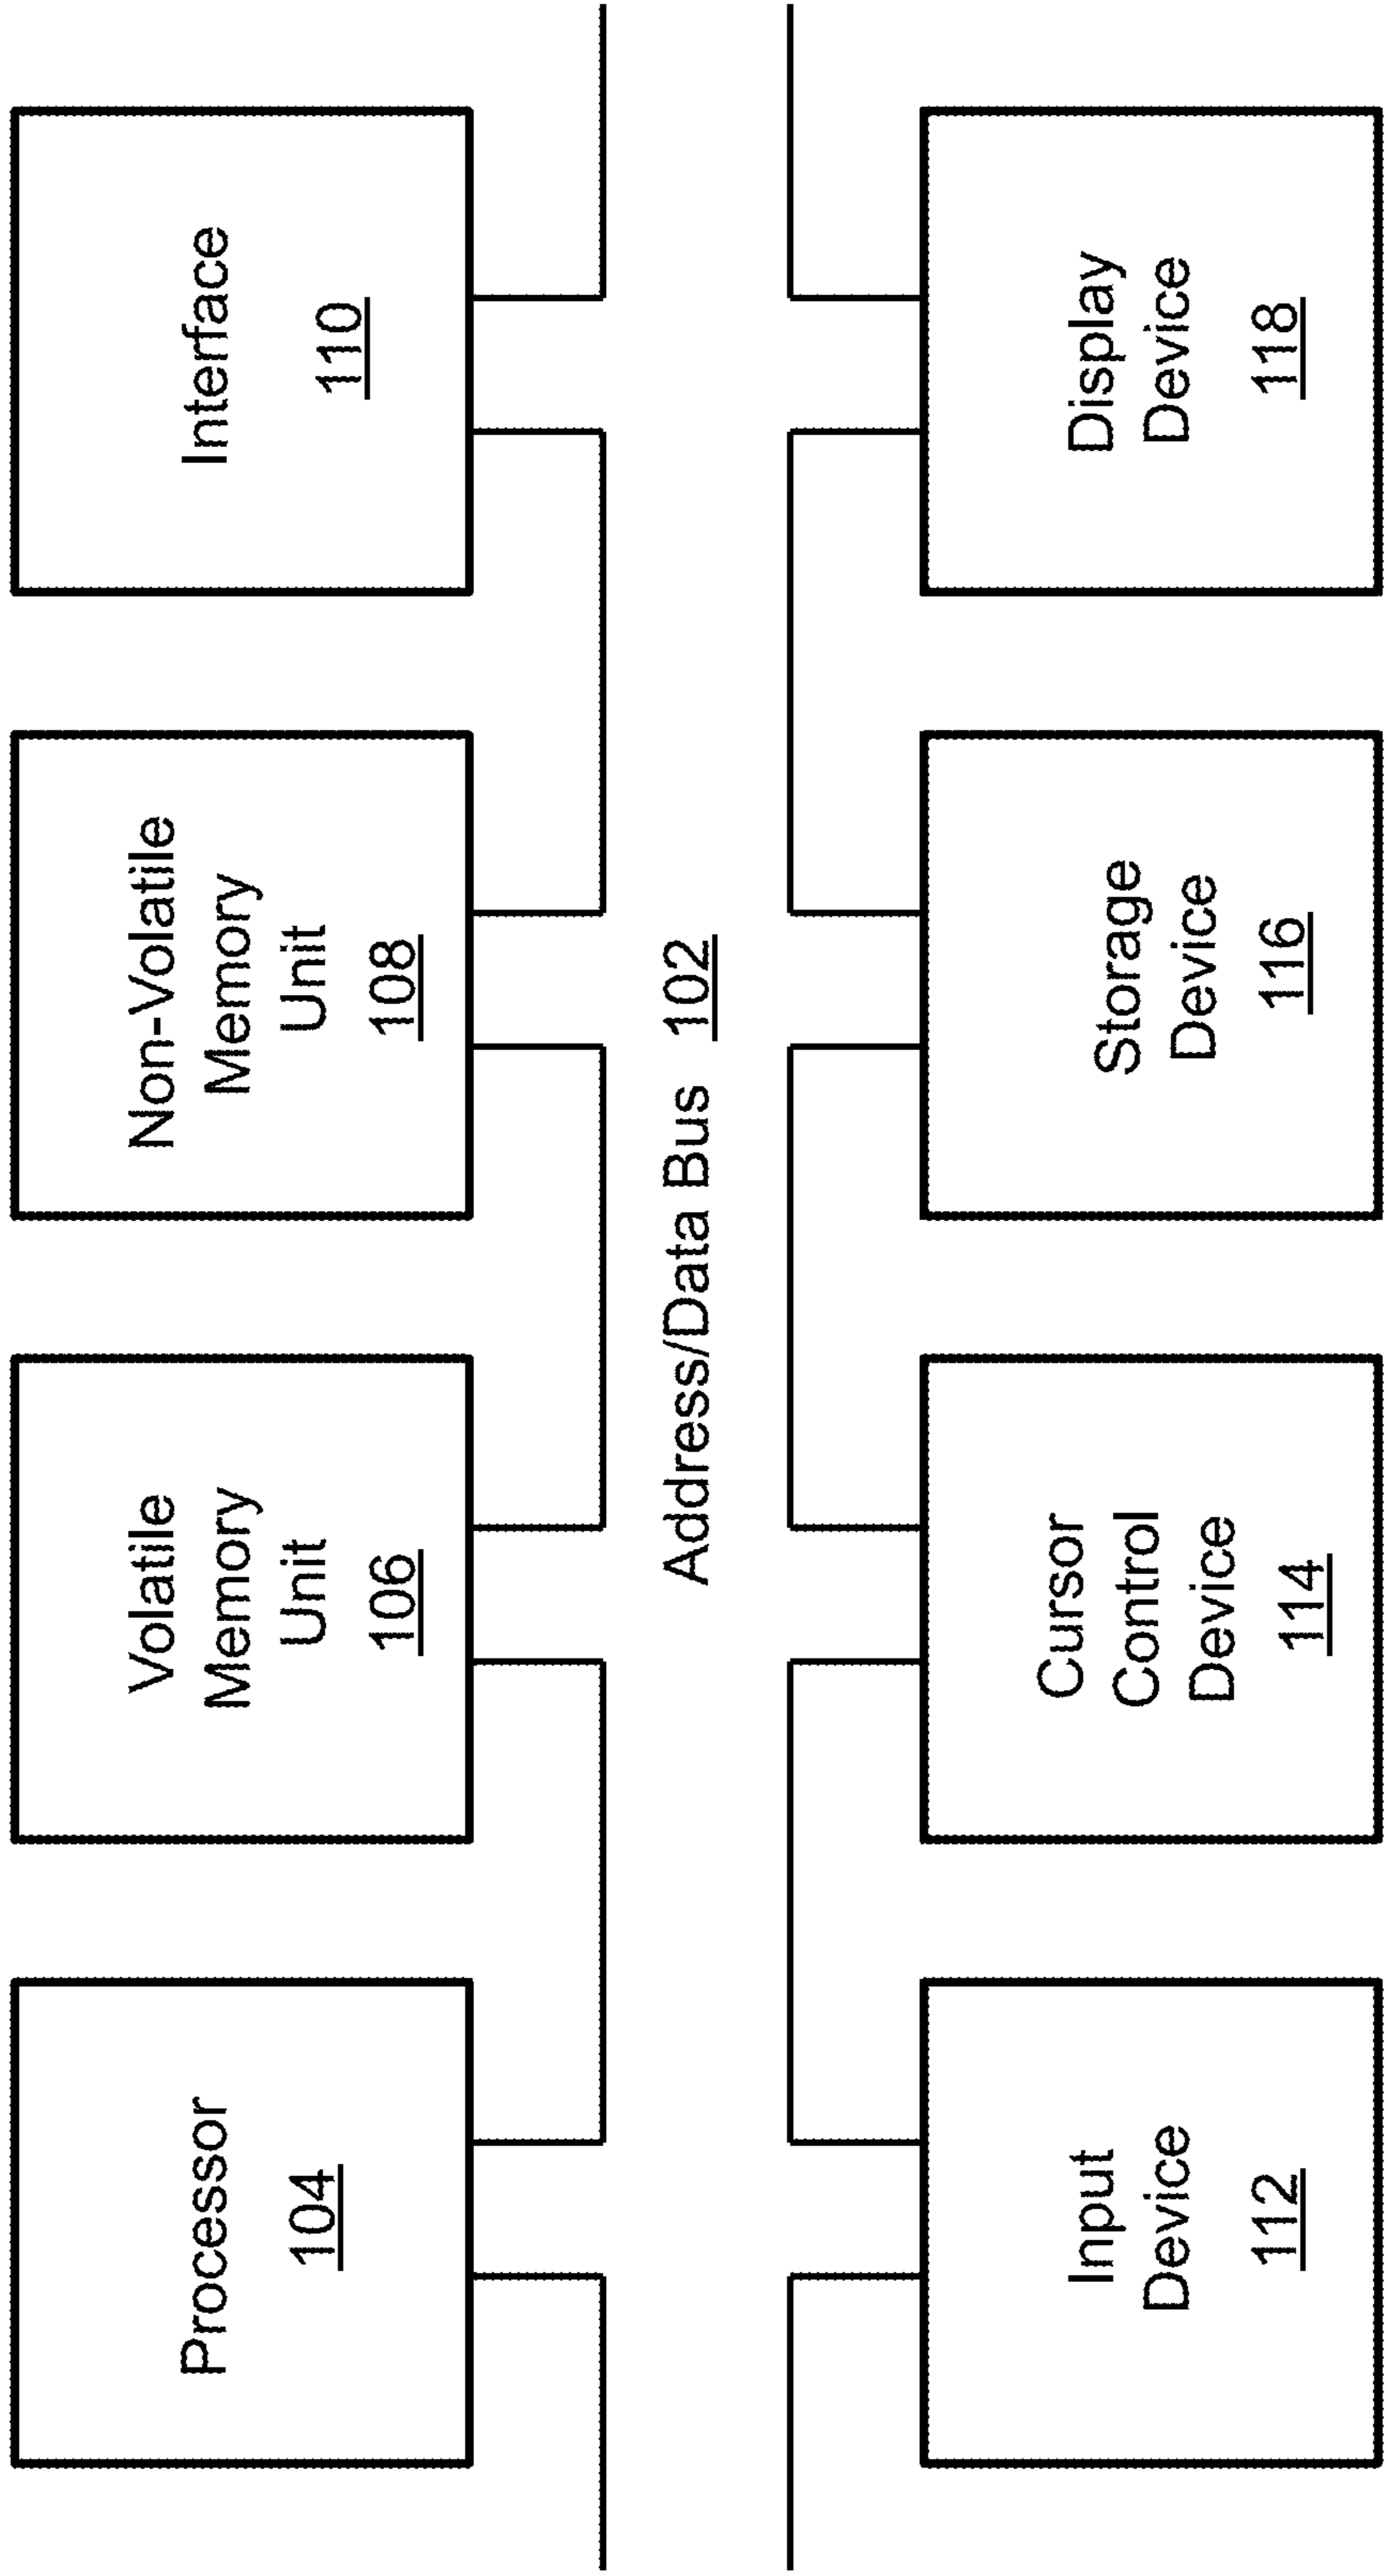 Processor
104
Volatile
Memory
Unit
106
Non-Volatile
Memory
Unit
108
Interface
110
Address/Data Bus 102
Input
Device
112
Cursor
Control
Device
114
Storage
Device
116
Display
Device
118